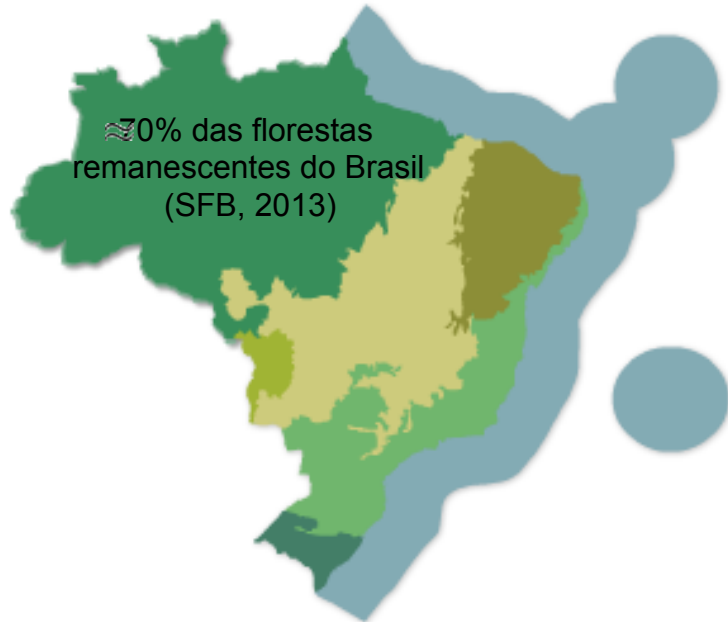 ≈70% das florestas
remanescentes do Brasil
(SFB, 2013)